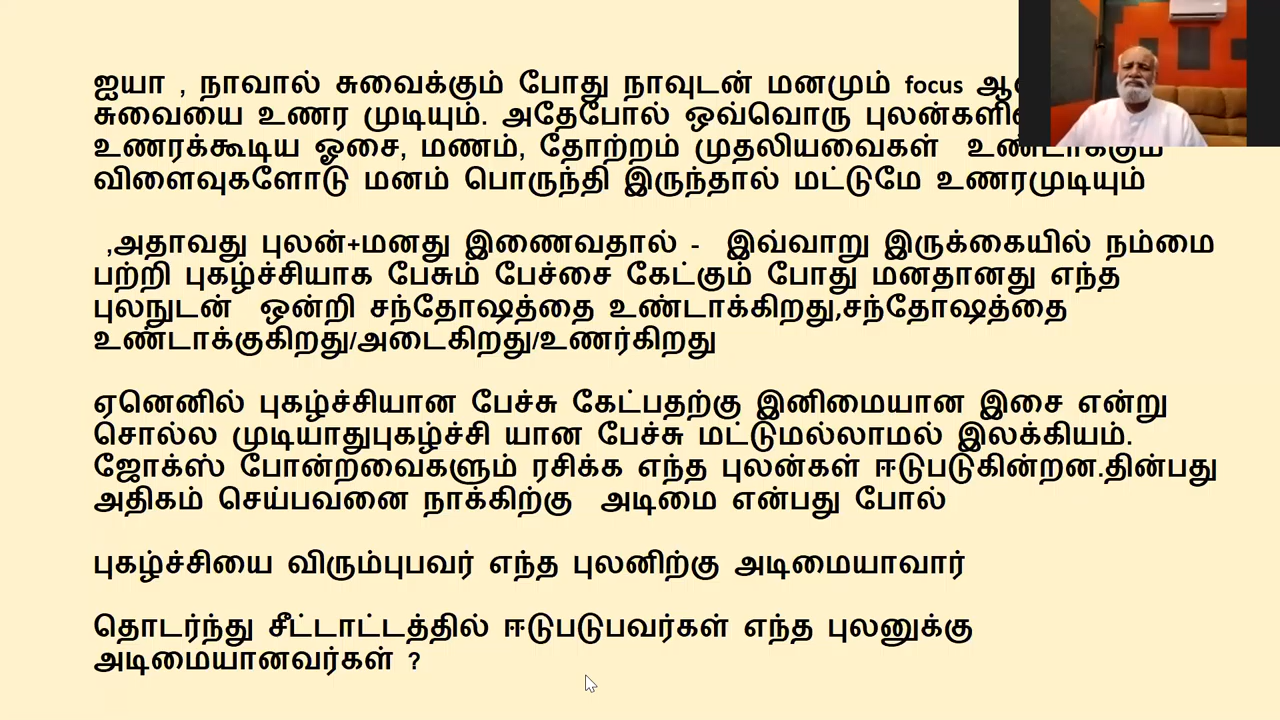 ஐயா , நாவால் சுவைக்கும் போது நாவுடன் மனமும் focus
சுவையை உணர முடியும். அதேபோல் ஒவ்வொரு
உணரக்கூடிய ஓசை, மணம், தோற்றம் முதலியவைகள் உண்டாக்கும்
விளைவுகளோடு மனம் பொருந்தி இருந்தால் மட்டுமே உணரமுடியும்
,அதாவது புலன்+மனது இணைவதால் - இவ்வாறு இருக்கையில் நம்மை
பற்றி புகழ்ச்சியாக பேசும் பேச்சை கேட்கும் போது மனதானது எந்த
புலநுடன் ஒன்றி சந்தோஷத்தை உண்டாக்கிறது,சந்தோஷத்தை
உண்டாக்குகிறது/அடைகிறது/உணர்கிறது
ஏனெனில் புகழ்ச்சியான பேச்சு கேட்பதற்கு இனிமையான இசை என்று
சொல்ல முடியாதுபுகழ்ச்சி யான பேச்சு மட்டுமல்லாமல் இலக்கியம்.
ஜோக்ஸ் போன்றவைகளும் ரசிக்க எந்த புலன்கள் ஈடுபடுகின்றன.தின்பது
அதிகம் செய்பவனை நாக்கிற்கு அடிமை என்பது போல்
புகழ்ச்சியை விரும்புபவர் எந்த புலனிற்கு அடிமையாவார்
தொடர்ந்து சீட்டாட்டத்தில் ஈடுபடுபவர்கள் எந்த புலனுக்கு
அடிமையானவர்கள் ?